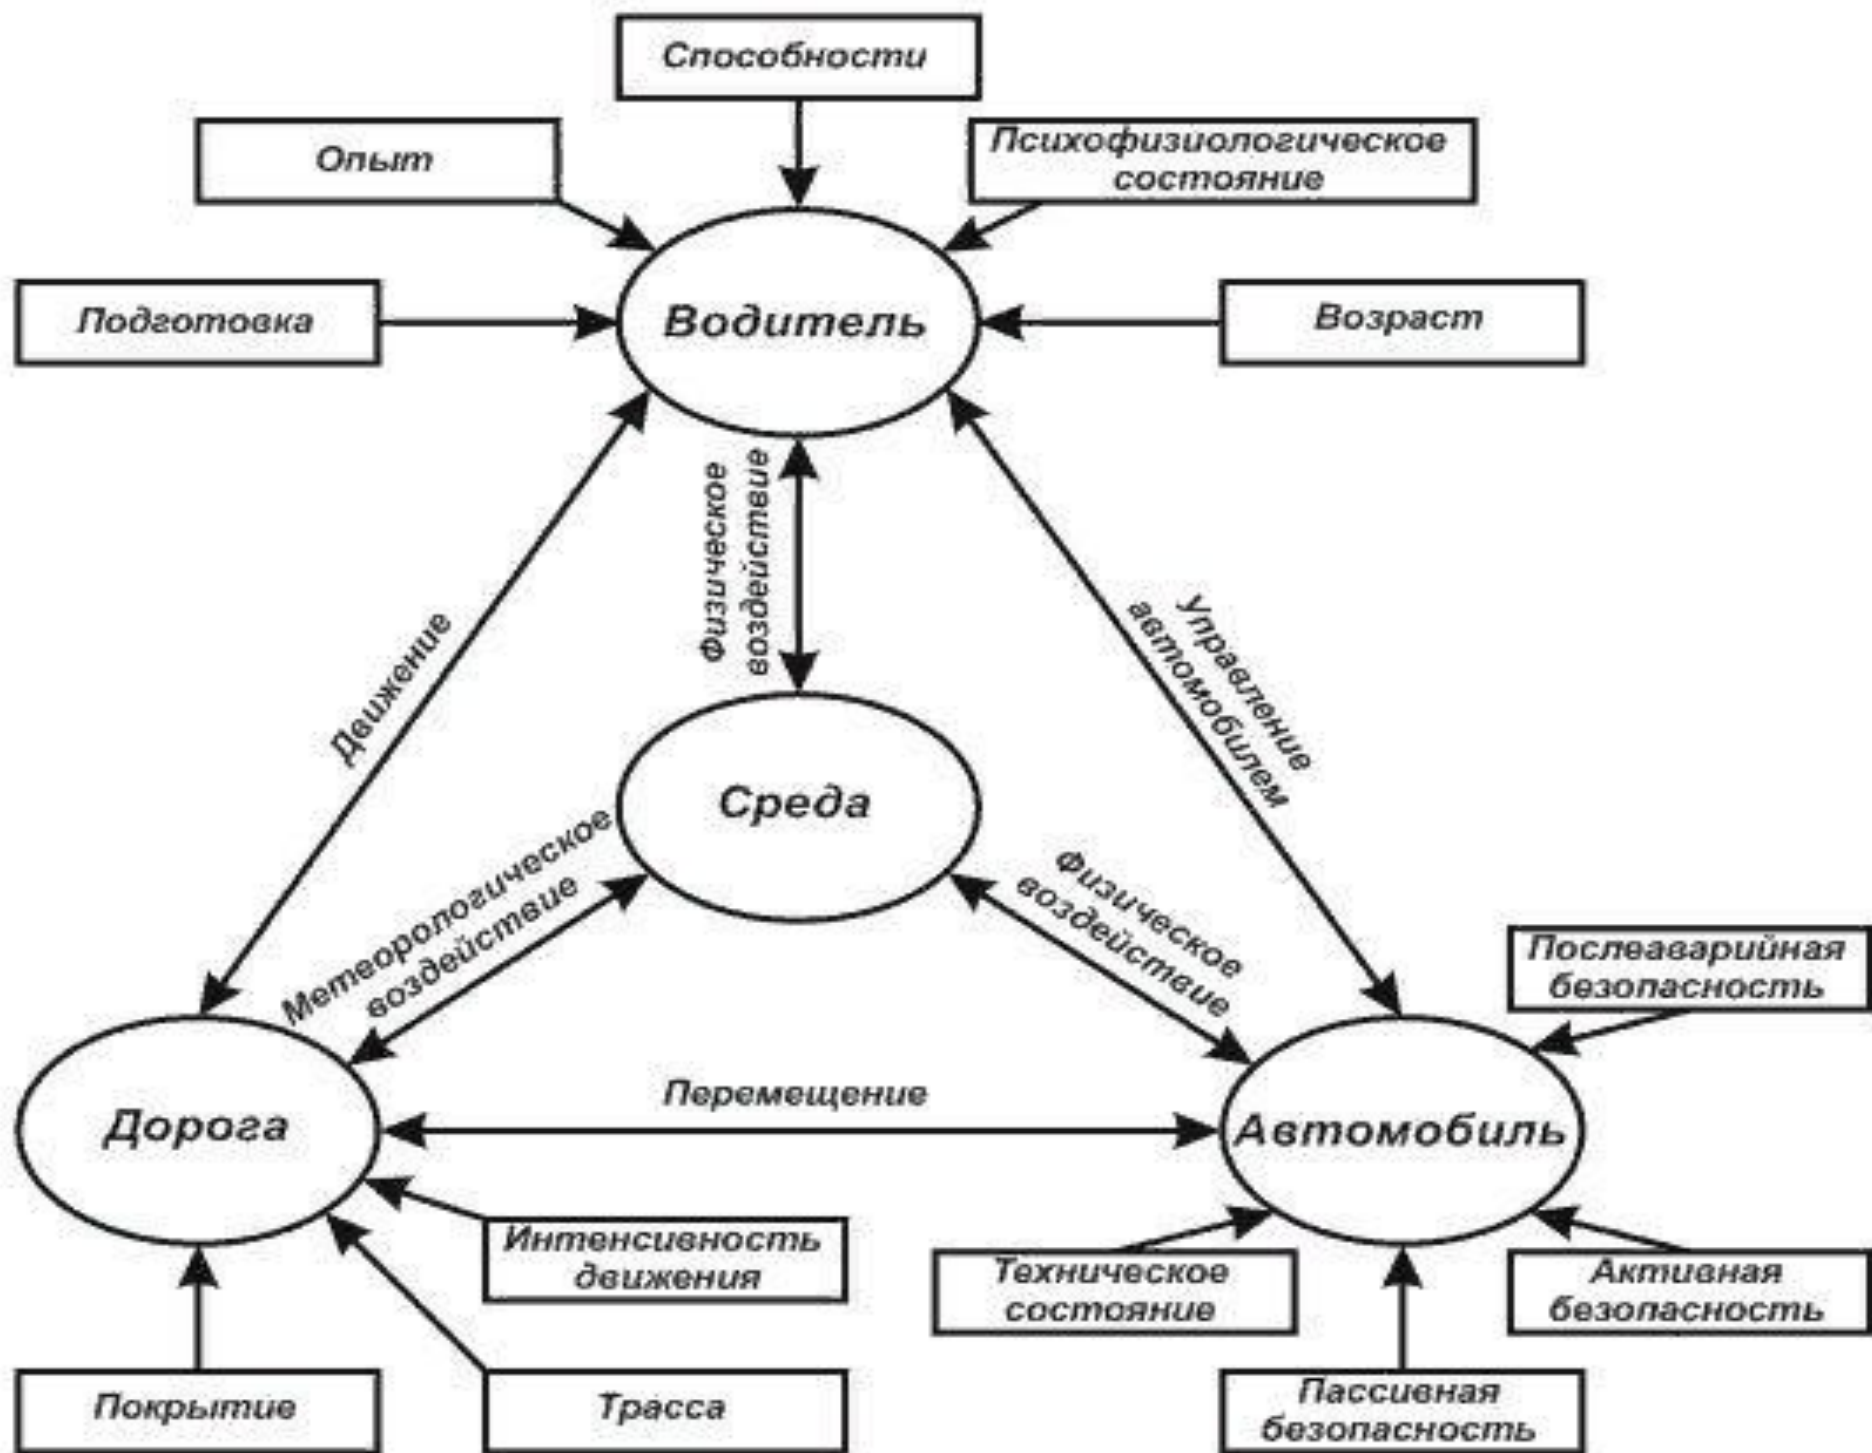 Способности
Опыт
Психофизиологическое
состояние
Подготовка
Водитель
Возраст
Физическое
воздействие
Движение
Управление
автомобилем
Среда
Метеорологическое
воздействие
Физическое
воздействие
Послеаварийная
безопасность
Перемещение
Дорога
Автомобиль
Интенсивность
движения
Техническое
состояние
Активная
безопасность
Покрытие
Трасса
Пассивная
безопасность